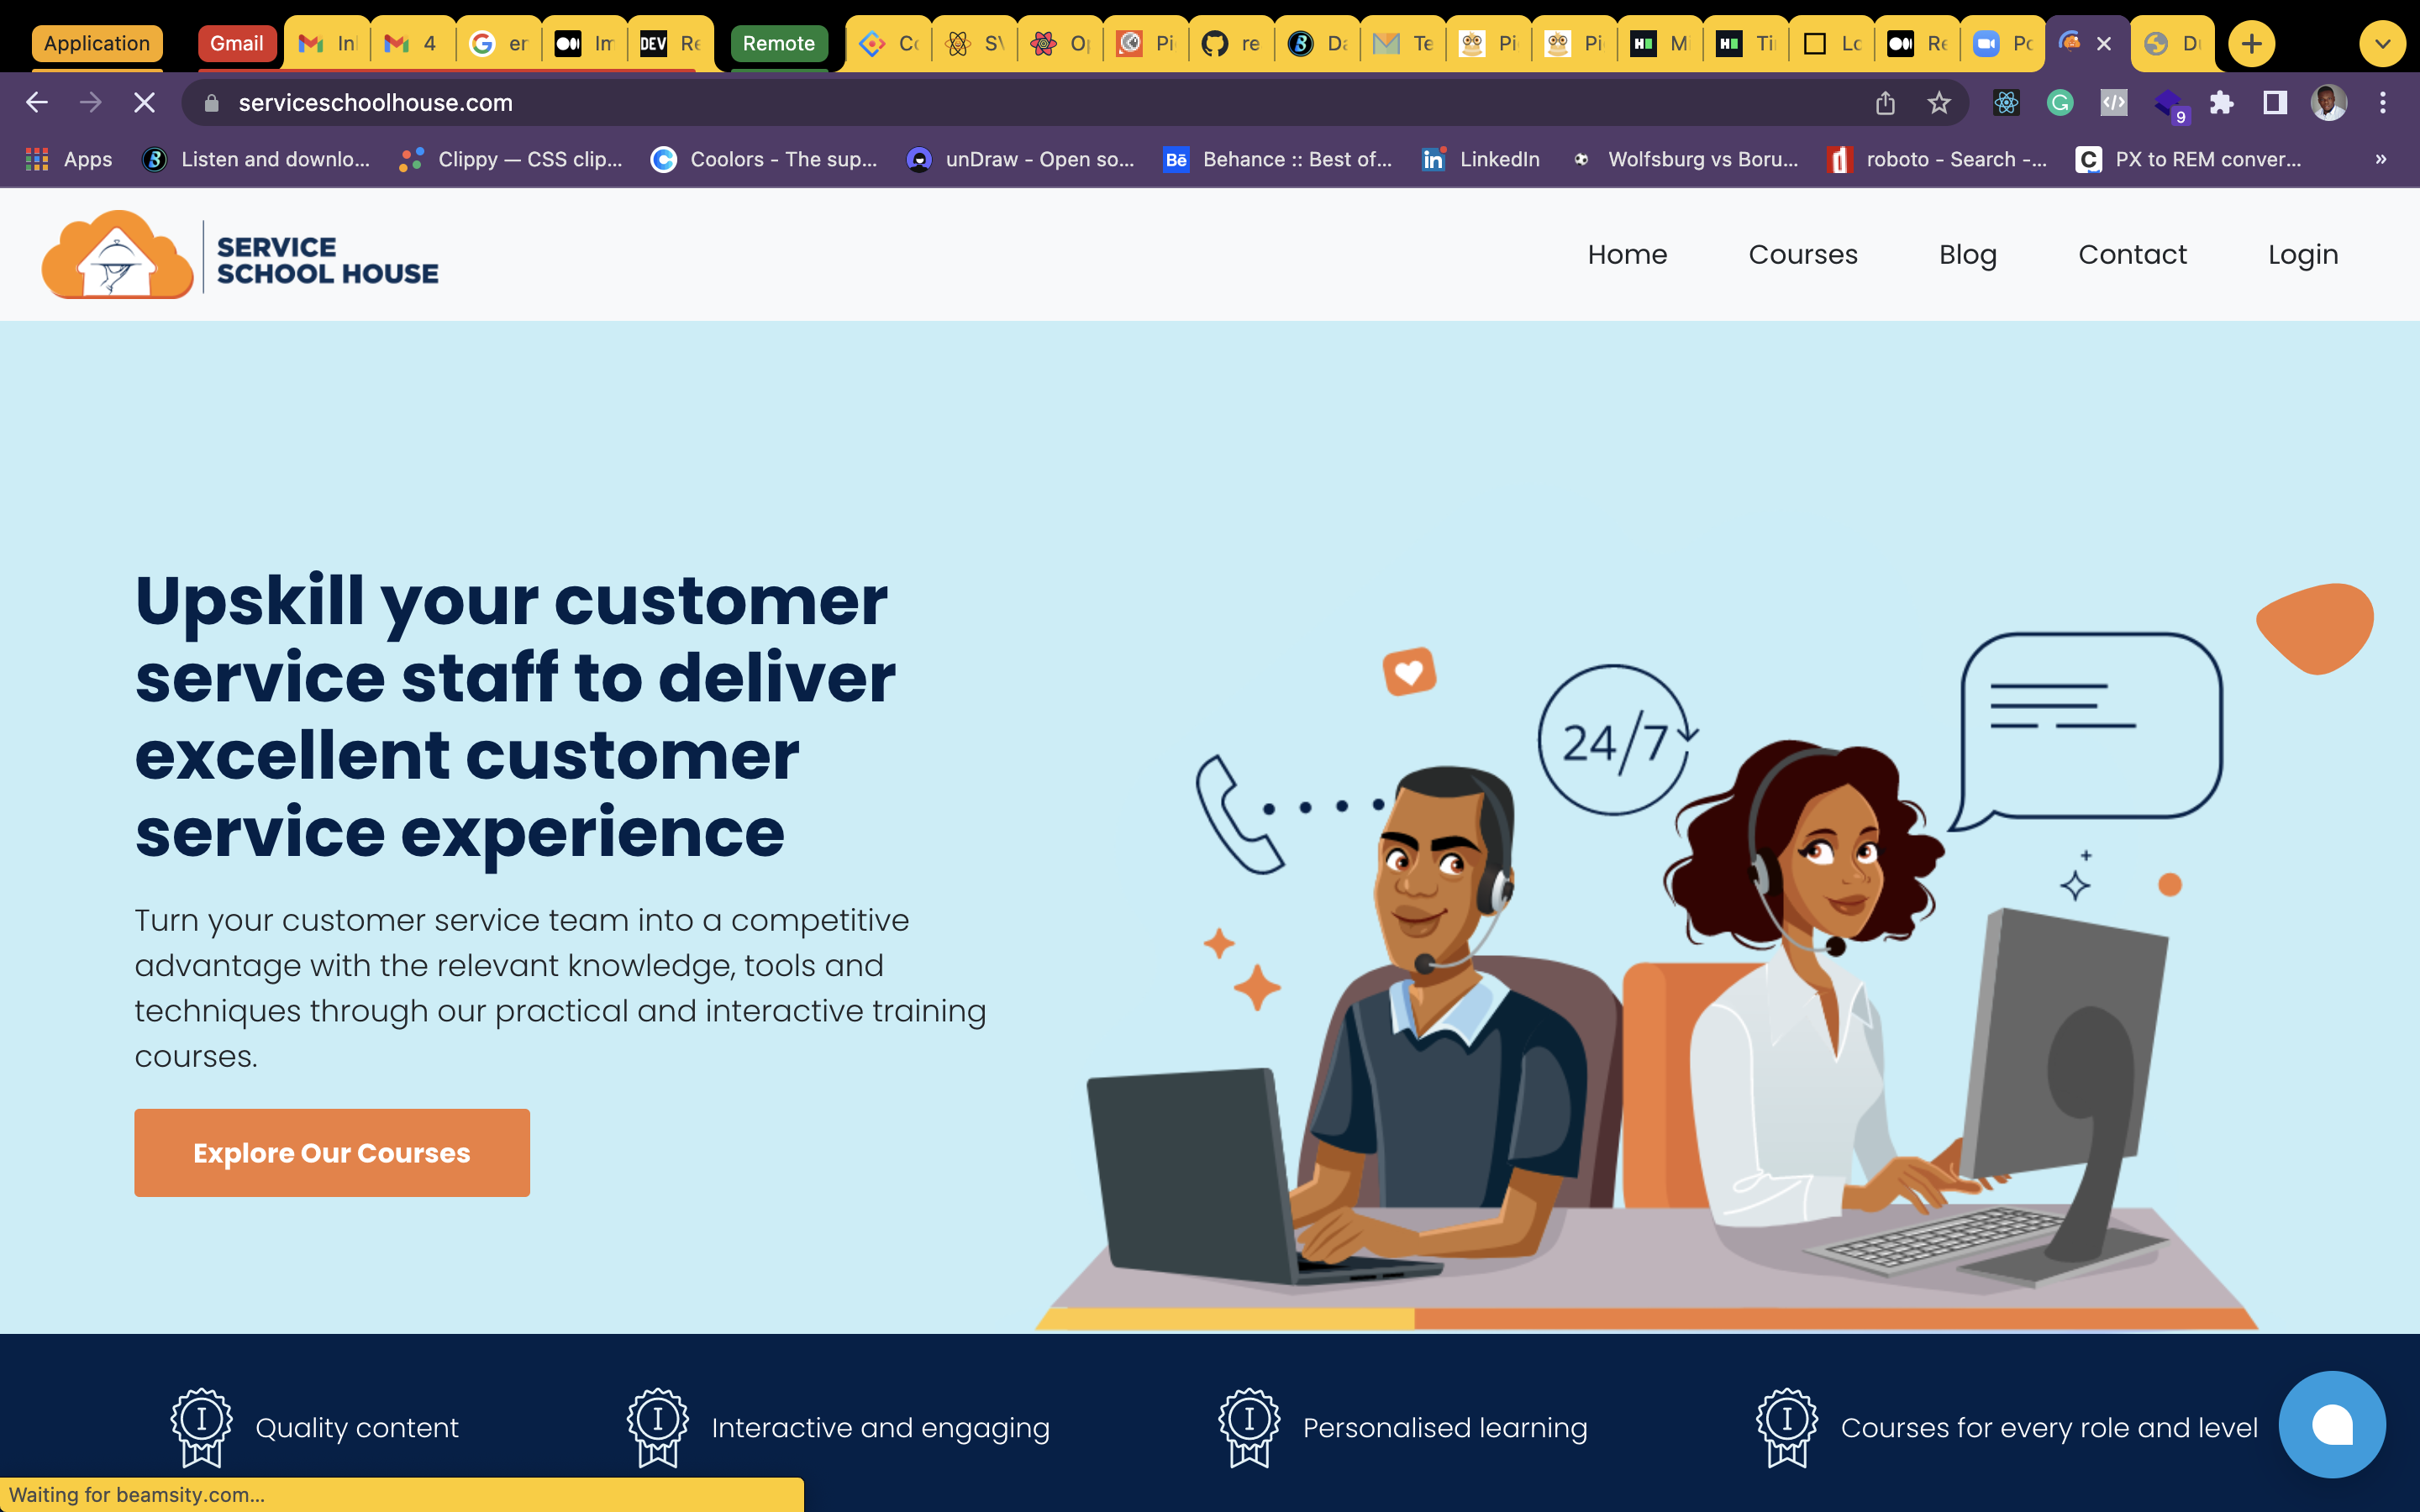 Application Gmail In 4 er Im DEV Re Remote Co SV Op Pi re Da Te Pi Pi Mi Ti Lo Re Po Du
serviceschoolhouse.com
9
Apps Listen and downlo... Clippy — CSS clip... Coolors - The sup... unDraw - Open so... Behance :: Best of... LinkedIn Wolfsburg vs Boru... roboto - Search -... PX to REM conver... »
SERVICE
SCHOOL HOUSE
Home Courses Blog Contact Login
Upskill your customer
service staff to deliver
excellent customer
service experience
Turn your customer service team into a competitive
advantage with the relevant knowledge, tools and
techniques through our practical and interactive training
courses.
Explore Our Courses
24/7
Quality content Interactive and engaging Personalised learning Courses for every role and level
Waiting for beamsity.com...